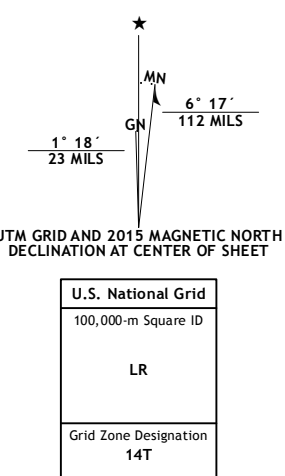 ★
MN
6° 17´
112 MILS
GN
1° 18´
23 MILS
UTM GRID AND 2015 MAGNETIC NORTH
DECLINATION AT CENTER OF SHEET
U.S. National Grid
100,000-m Square ID
LR
Grid Zone Designation
14T